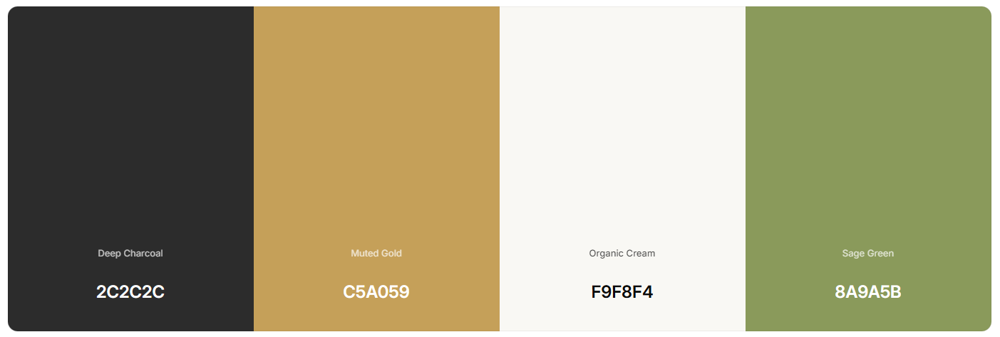 Deep Charcoal
2C2C2C
Muted Gold
C5A059
Organic Cream
F9F8F4
Sage Green
8A9A5B